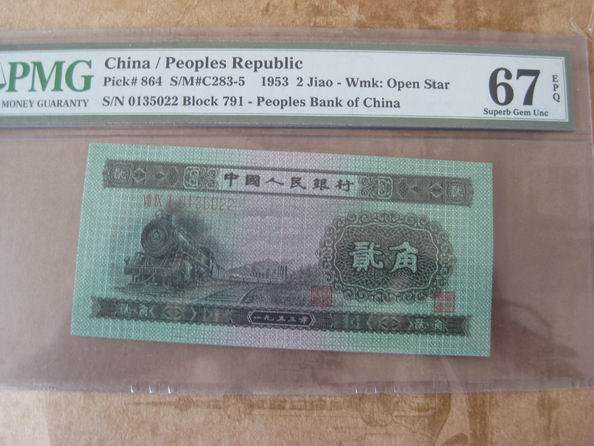 PMG
MONEY GUARANTY
China / Peoples Republic
Pick# 864 S/M#C283-5 1953 2 Jiao - Wmk: Open Star
S/N 0135022 Block 791 - Peoples Bank of China
67 EPQ
Superb Gem Unc
中國人民銀行
0135022
貳角
一九五三年